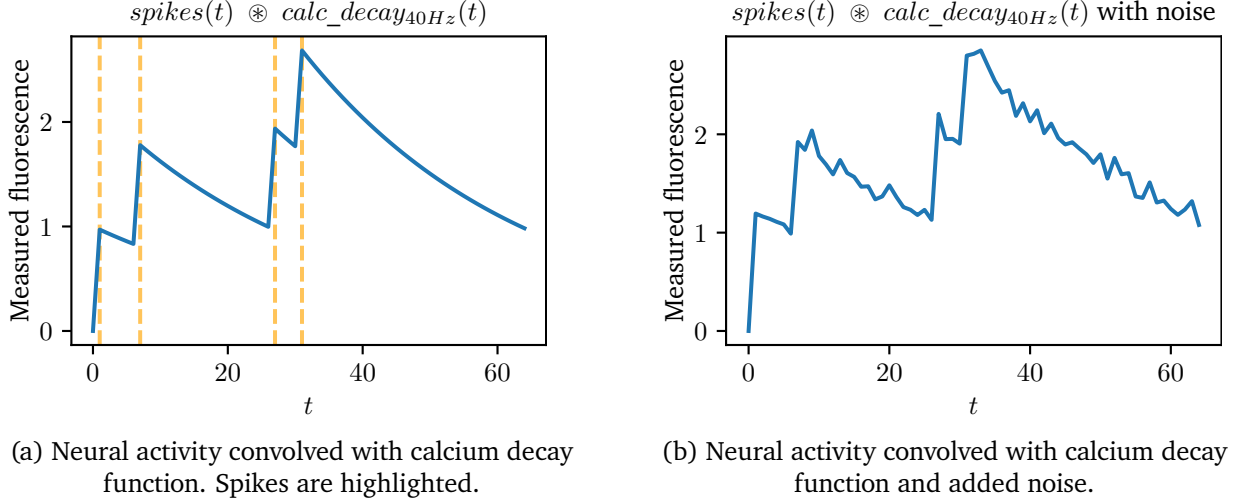 spikes(t) ⊛ calc_decay₄₀Hz(t)
Measured fluorescence
2
1
0
0
20
40
60
t
(a) Neural activity convolved with calcium decay
function. Spikes are highlighted.
spikes(t) ⊛ calc_decay₄₀Hz(t) with noise
Measured fluorescence
2
1
0
0
20
40
60
t
(b) Neural activity convolved with calcium decay
function and added noise.